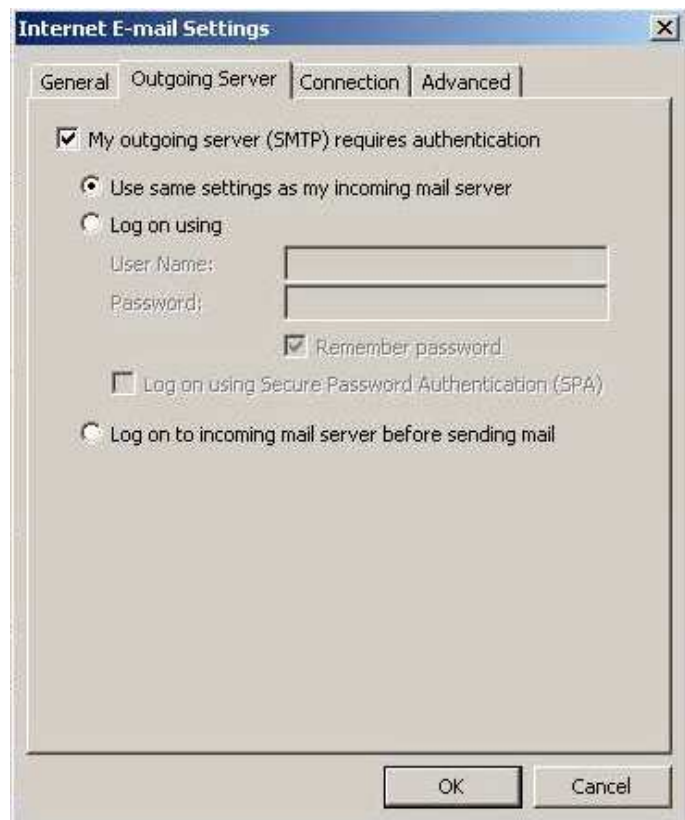 Internet E-mail Settings
General Outgoing Server Connection Advanced
My outgoing server (SMTP) requires authentication
Use same settings as my incoming mail server
Log on using
User Name:
Password:
Remember password
Log on using Secure Password Authentication (SPA)
Log on to incoming mail server before sending mail
OK Cancel